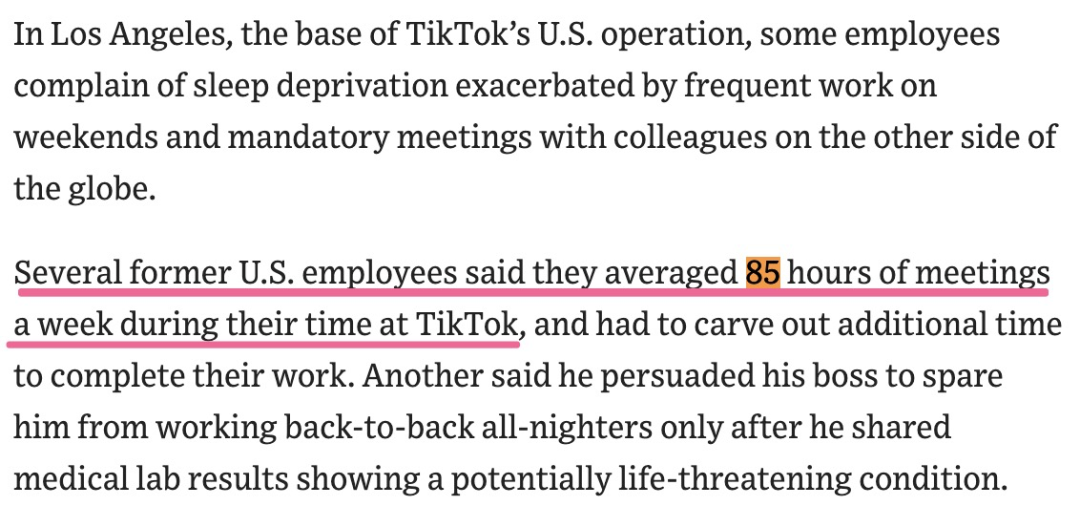 In Los Angeles, the base of TikTok’s U.S. operation, some employees
complain of sleep deprivation exacerbated by frequent work on
weekends and mandatory meetings with colleagues on the other side of
the globe.
Several former U.S. employees said they averaged 85 hours of meetings
a week during their time at TikTok, and had to carve out additional time
to complete their work. Another said he persuaded his boss to spare
him from working back-to-back all-nighters only after he shared
medical lab results showing a potentially life-threatening condition.